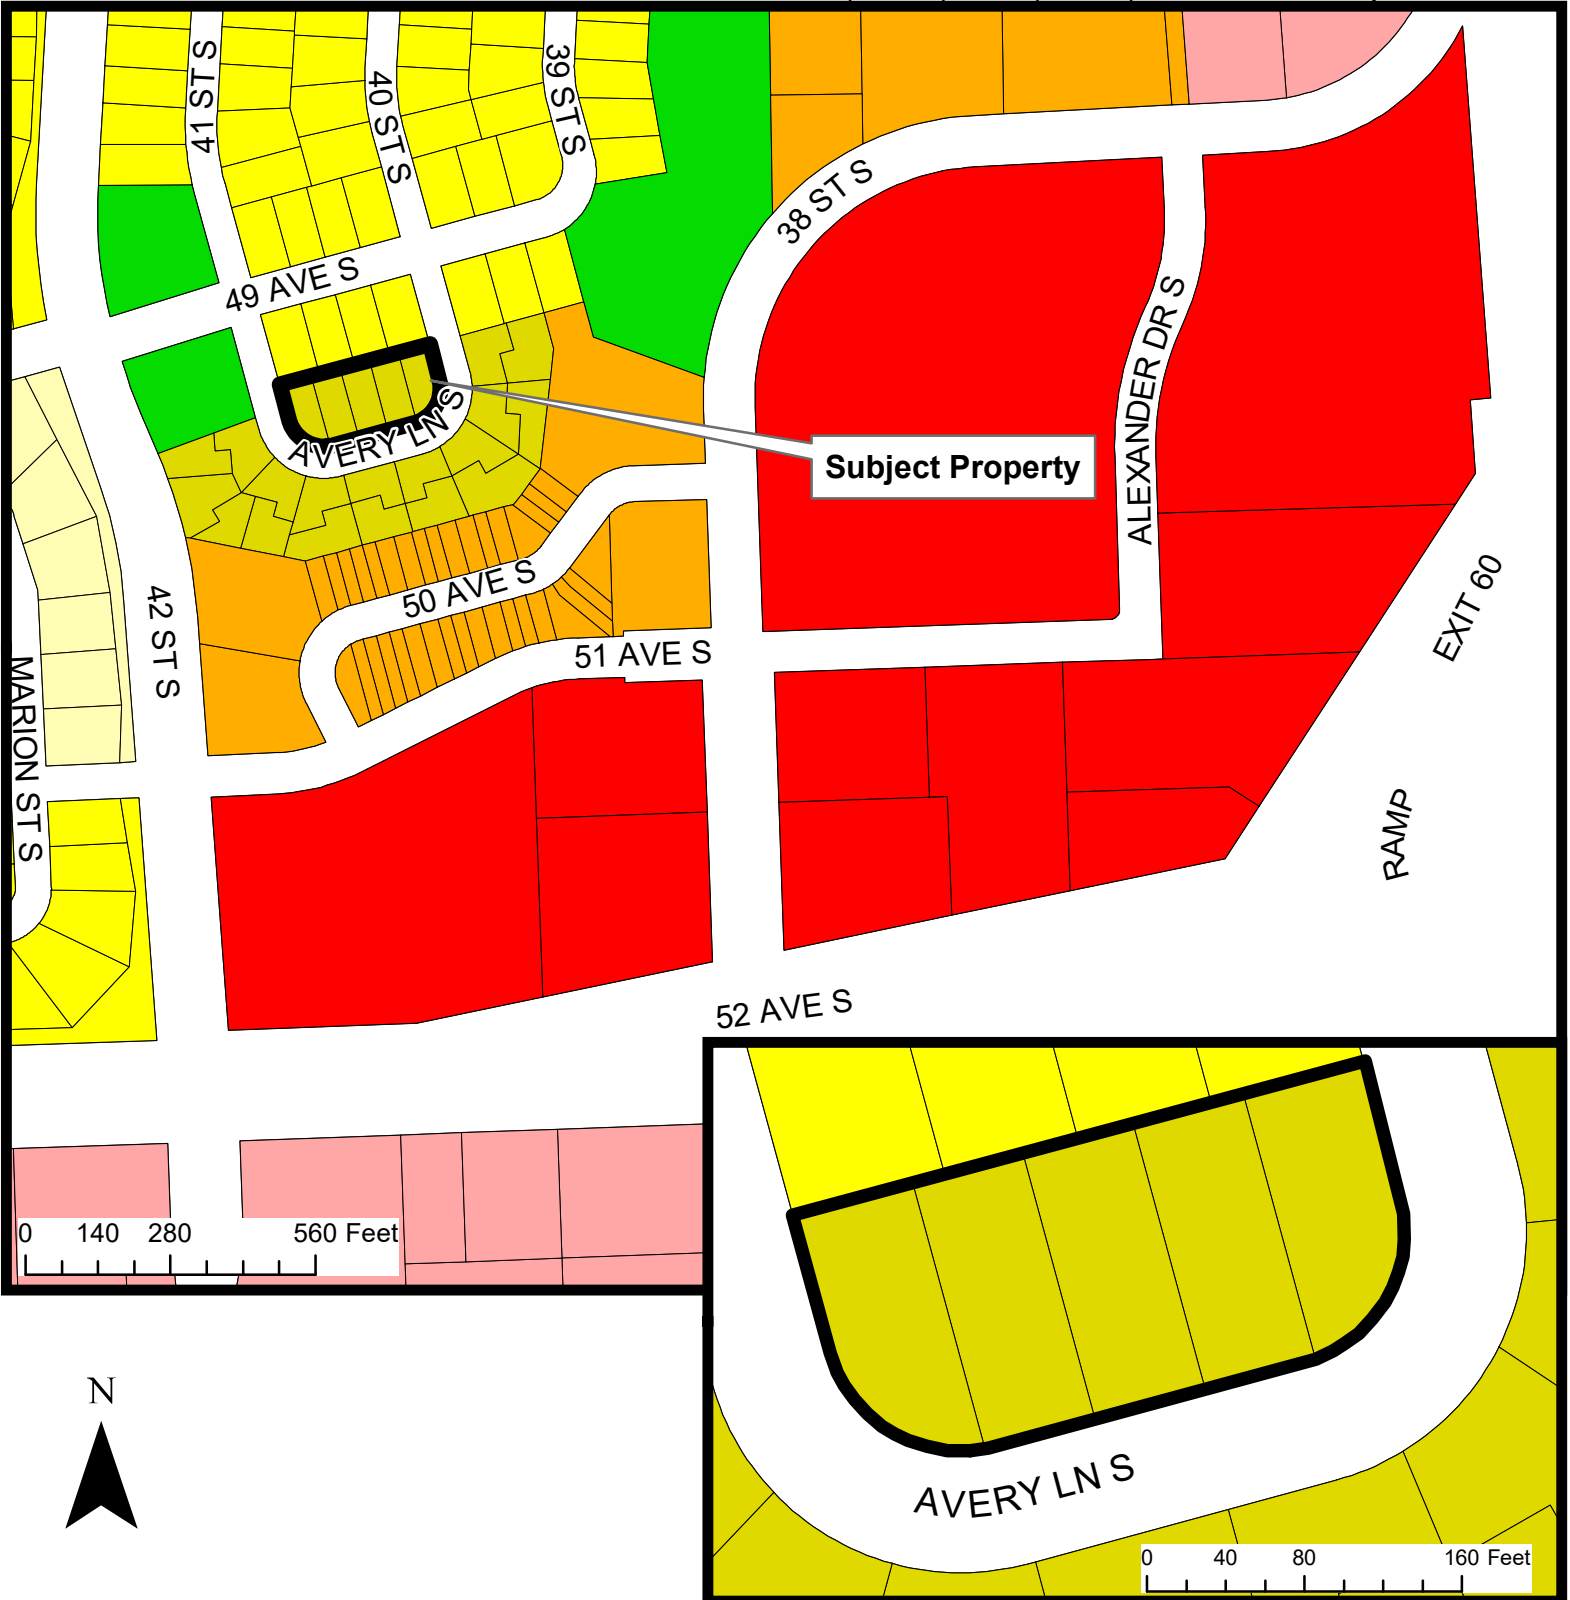 41 ST S
40 ST S
39 ST S
38 ST S
49 AVE S
ALEXANDER DR S
AVERY LN S
Subject Property
50 AVE S
42 ST S
51 AVE S
EXIT 60
MARION ST S
RAMP
52 AVE S
0 140 280 560 Feet
N
AVERY LN S
0 40 80 160 Feet